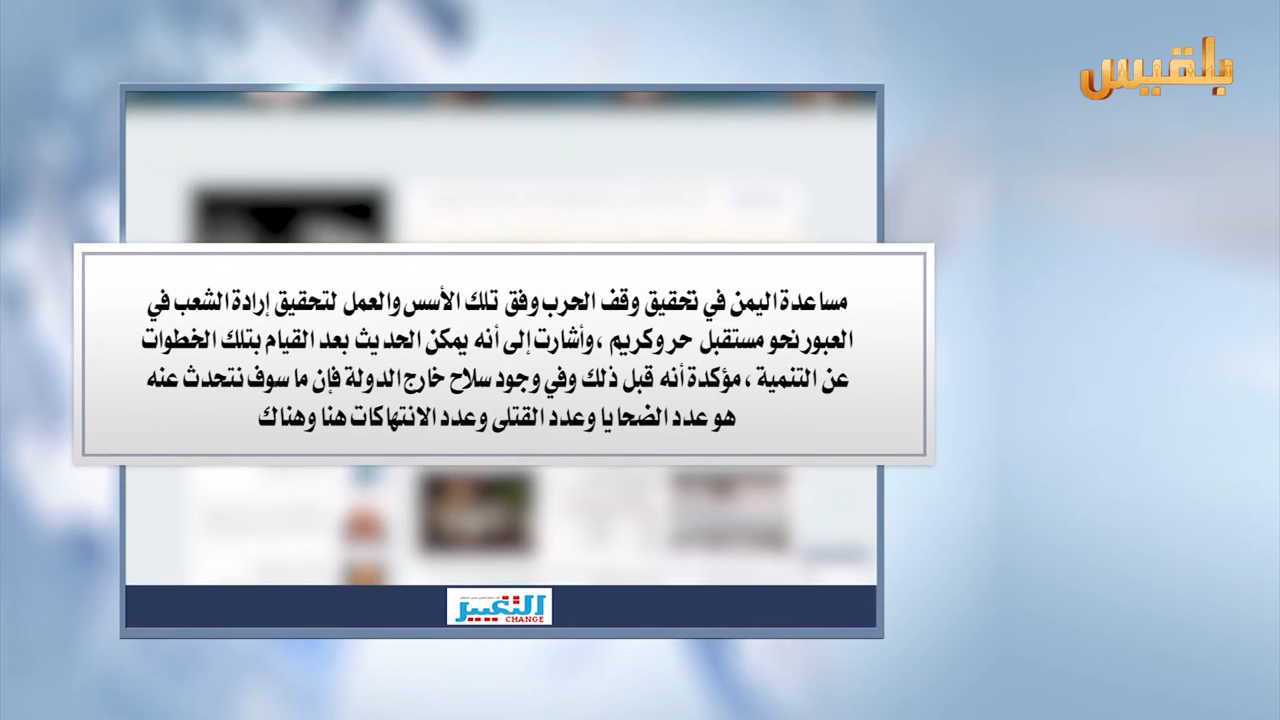 بلقيس
مساعدة اليمن في تحقيق وقف الحرب وفق تلك الأسس والعمل لتحقيق إرادة الشعب في
العبور نحو مستقبل حر وكريم ، وأشارت إلى أنه يمكن الحديث بعد القيام بتلك الخطوات
عن التنمية ، مؤكدة أنه قبل ذلك وفي وجود سلاح خارج الدولة فإن ما سوف نتحدث عنه
هو عدد الضحايا وعدد القتلى وعدد الانتهاكات هنا وهناك
التغيير
CHANGE